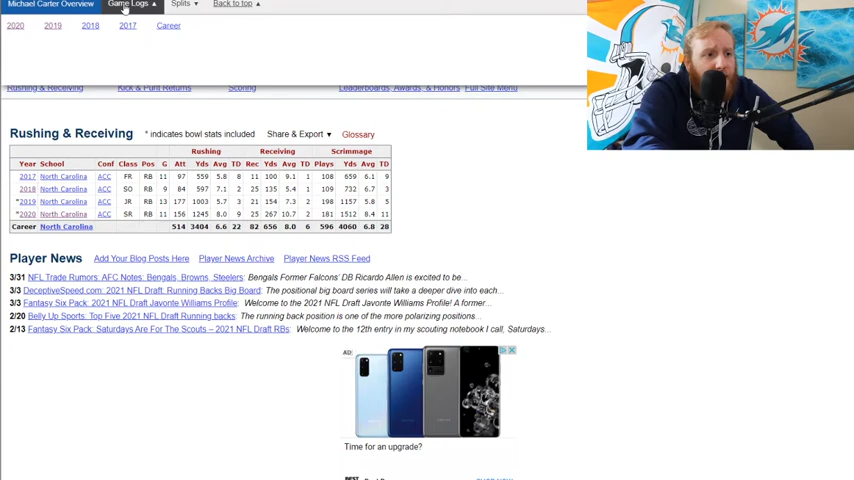 Michael Carter Overview Game Logs ▲ Splits ▼ Back to top ▲
2020 2019 2018 2017 Career
Rushing & Receiving Kick & Punt Returns Scoring Leaderboards, Awards, & Honors Full Site Menu
Rushing & Receiving * indicates bowl stats included Share & Export ▼ Glossary
Rushing Receiving Scrimmage
Year School Conf Class Pos G Att Yds Avg TD Rec Yds Avg TD Plays Yds Avg TD
2017 North Carolina ACC FR RB 11 97 559 5.8 8 11 100 9.1 1 108 659 6.1 9
2018 North Carolina ACC SO RB 9 84 597 7.1 2 25 135 5.4 1 109 732 6.7 3
*2019 North Carolina ACC JR RB 13 177 1003 5.7 3 21 154 7.3 2 198 1157 5.8 5
*2020 North Carolina ACC SR RB 11 156 1245 8.0 9 25 267 10.7 2 181 1512 8.4 11
Career North Carolina 514 3404 6.6 22 82 656 8.0 6 596 4060 6.8 28
Player News Add Your Blog Posts Here Player News Archive Player News RSS Feed
3/31 NFL Trade Rumors: AFC Notes: Bengals, Browns, Steelers: Bengals Former Falcons' DB Ricardo Allen is excited to be...
3/3 DeceptiveSpeed.com: 2021 NFL Draft: Running Backs Big Board: The positional big board series will take a deeper dive into each...
3/3 Fantasy Six Pack: 2021 NFL Draft Javonte Williams Profile: Welcome to the 2021 NFL Draft Javonte Williams Profile! A former...
2/20 Belly Up Sports: Top Five 2021 NFL Draft Running backs: The running back position is one of the more polarizing positions...
2/13 Fantasy Six Pack: Saturdays Are For The Scouts – 2021 NFL Draft RBs: Welcome to the 12th entry in my scouting notebook I call, Saturdays...
AD:
Time for an upgrade?